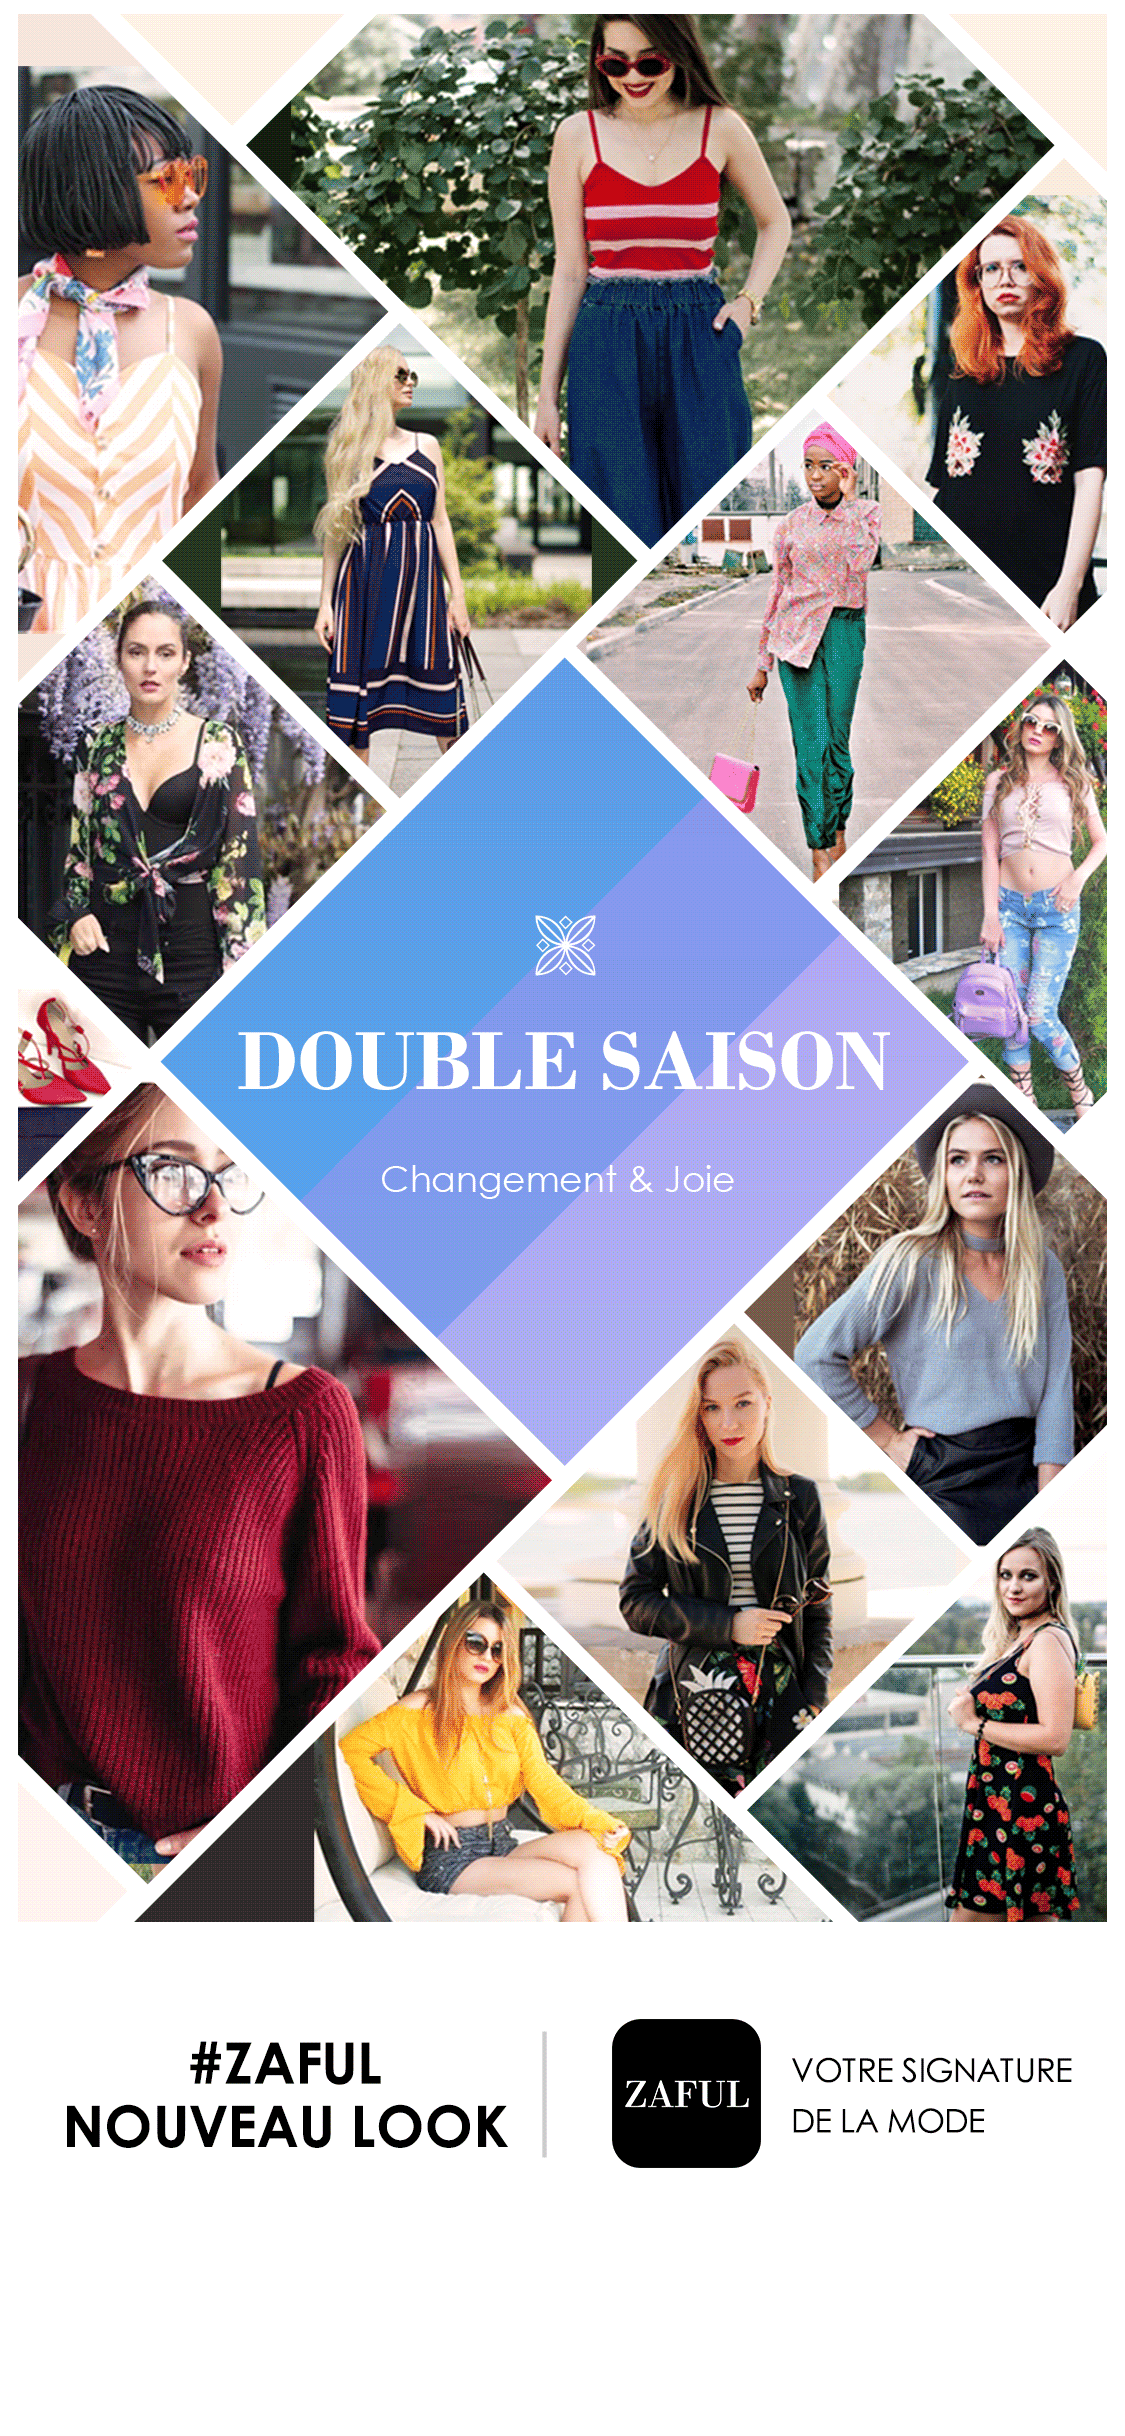 DOUBLE SAISON
Changement & Joie
#ZAFUL
NOUVEAU LOOK
ZAFUL
VOTRE SIGNATURE
DE LA MODE